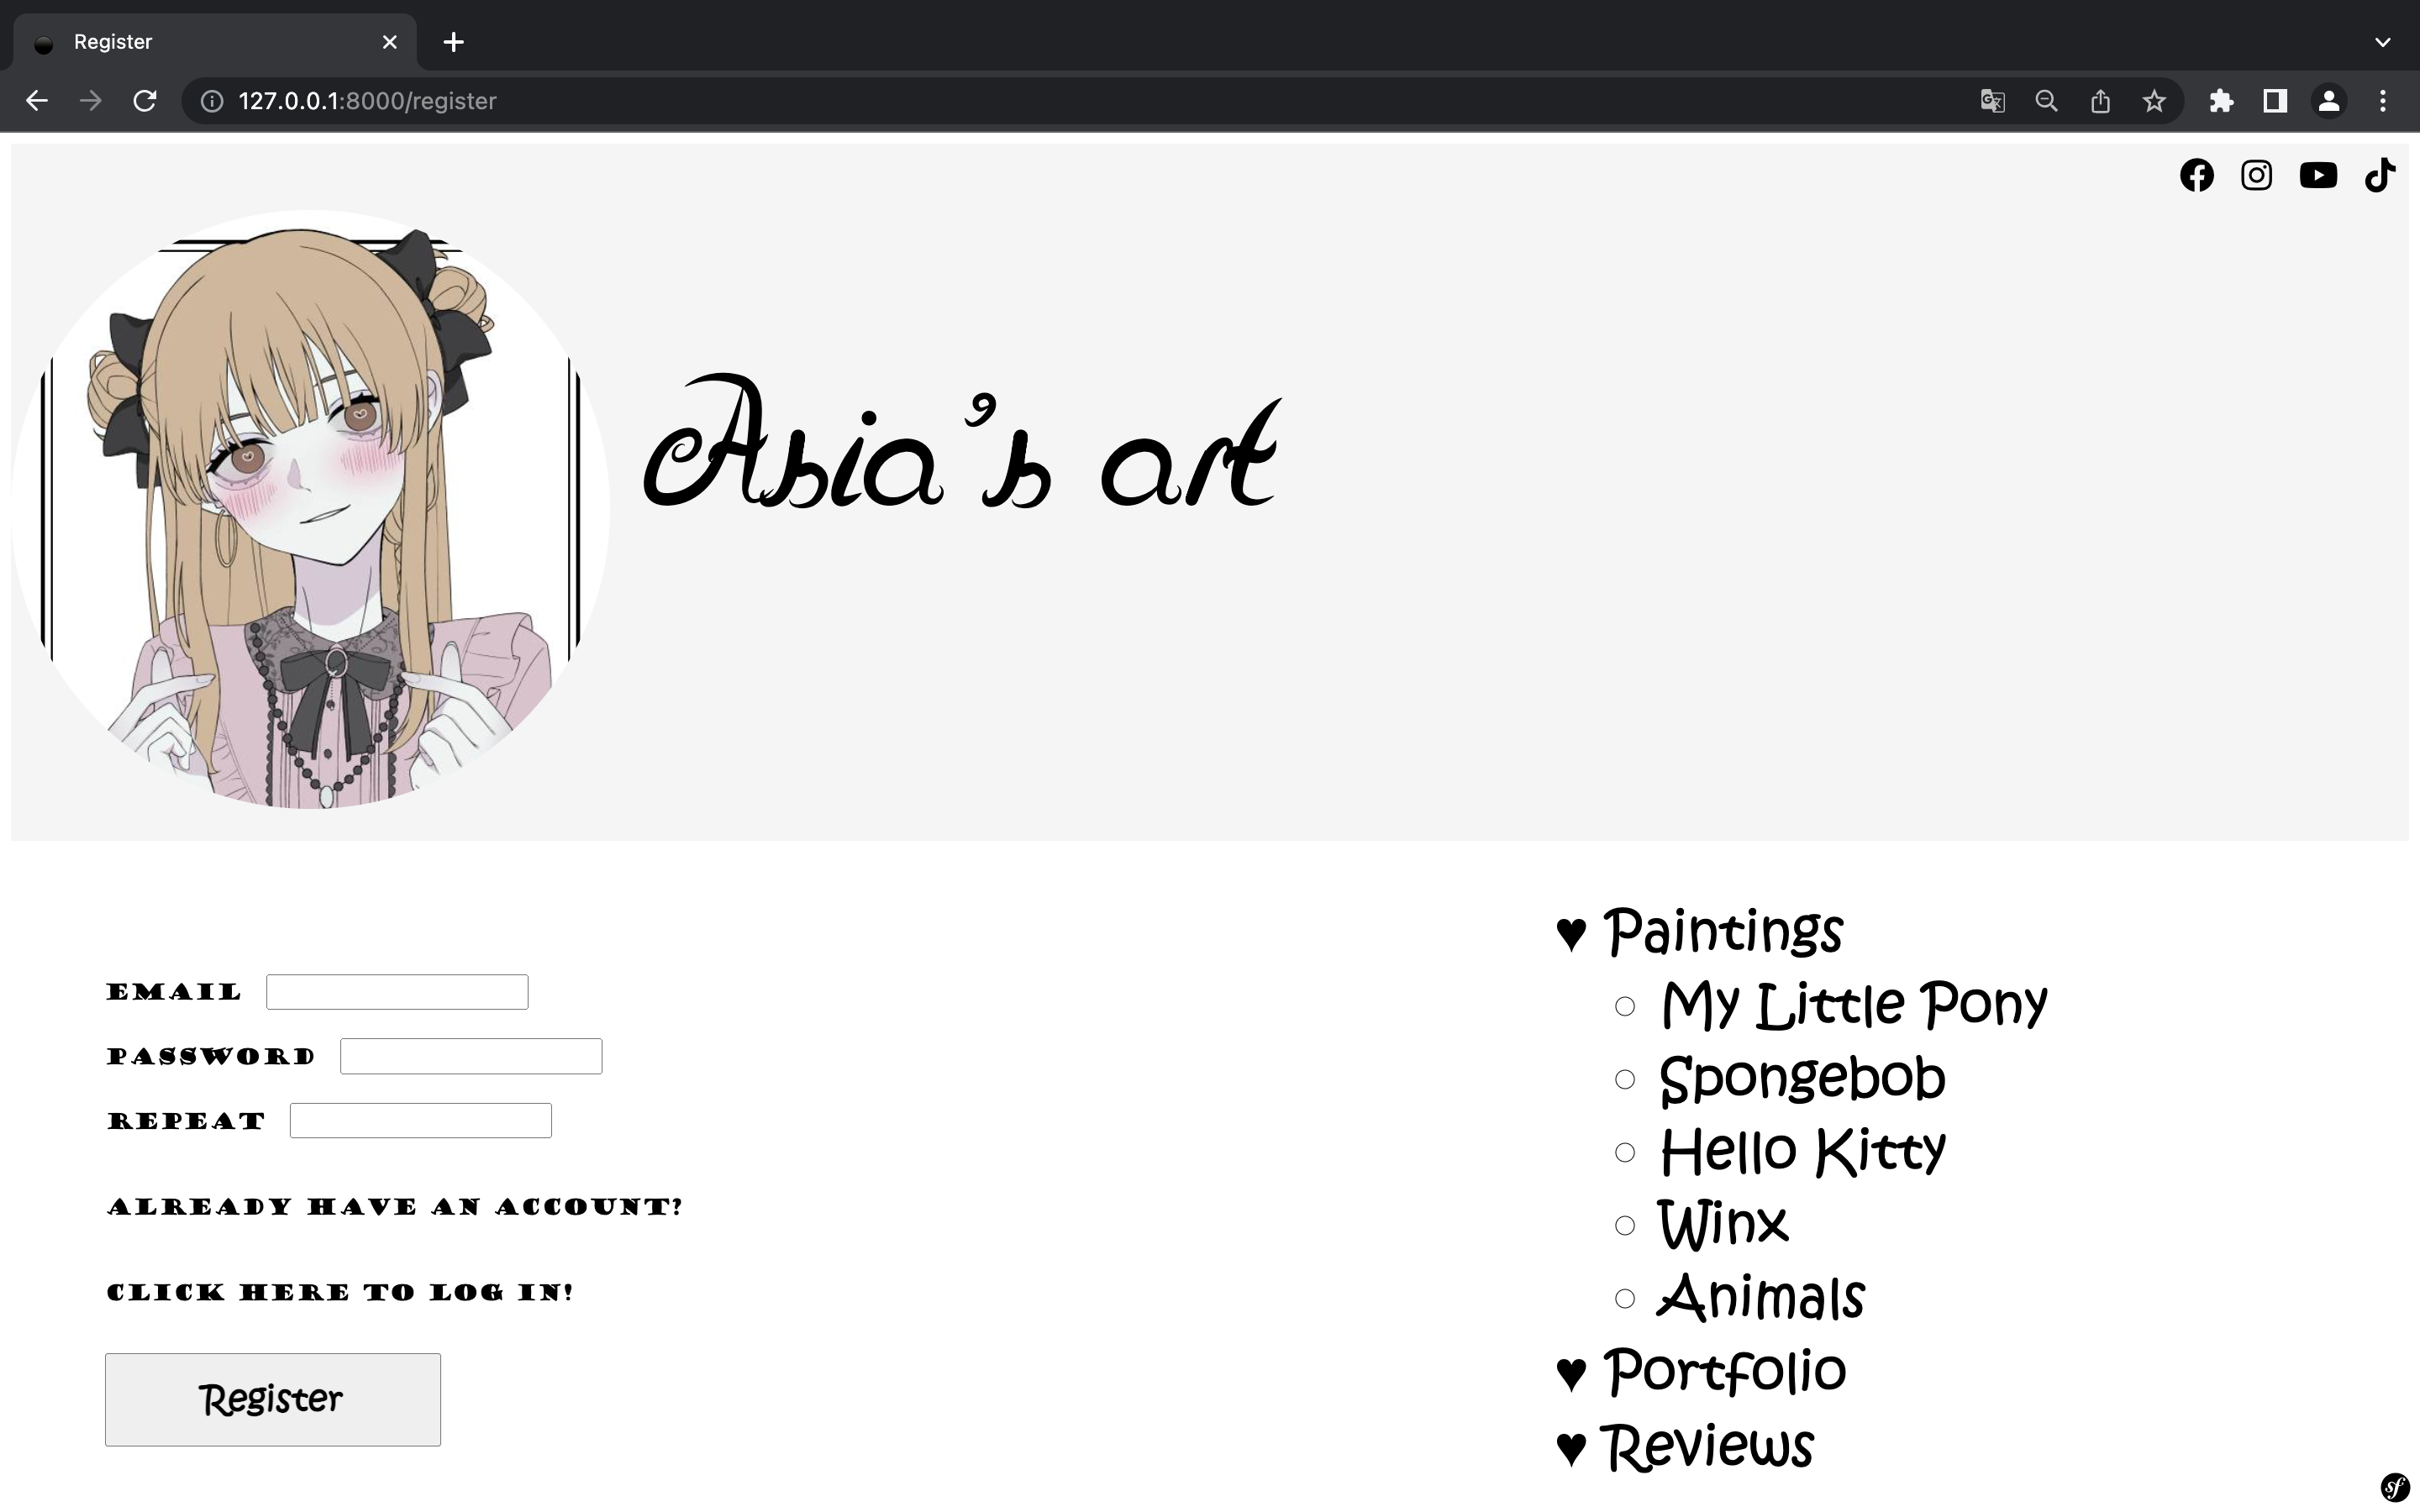 Register
127.0.0.1:8000/register
Asia's art
EMAIL
PASSWORD
REPEAT
ALREADY HAVE AN ACCOUNT?
CLICK HERE TO LOG IN!
Register
♥ Paintings
My Little Pony
Spongebob
Hello Kitty
Winx
Animals
♥ Portfolio
♥ Reviews
sf